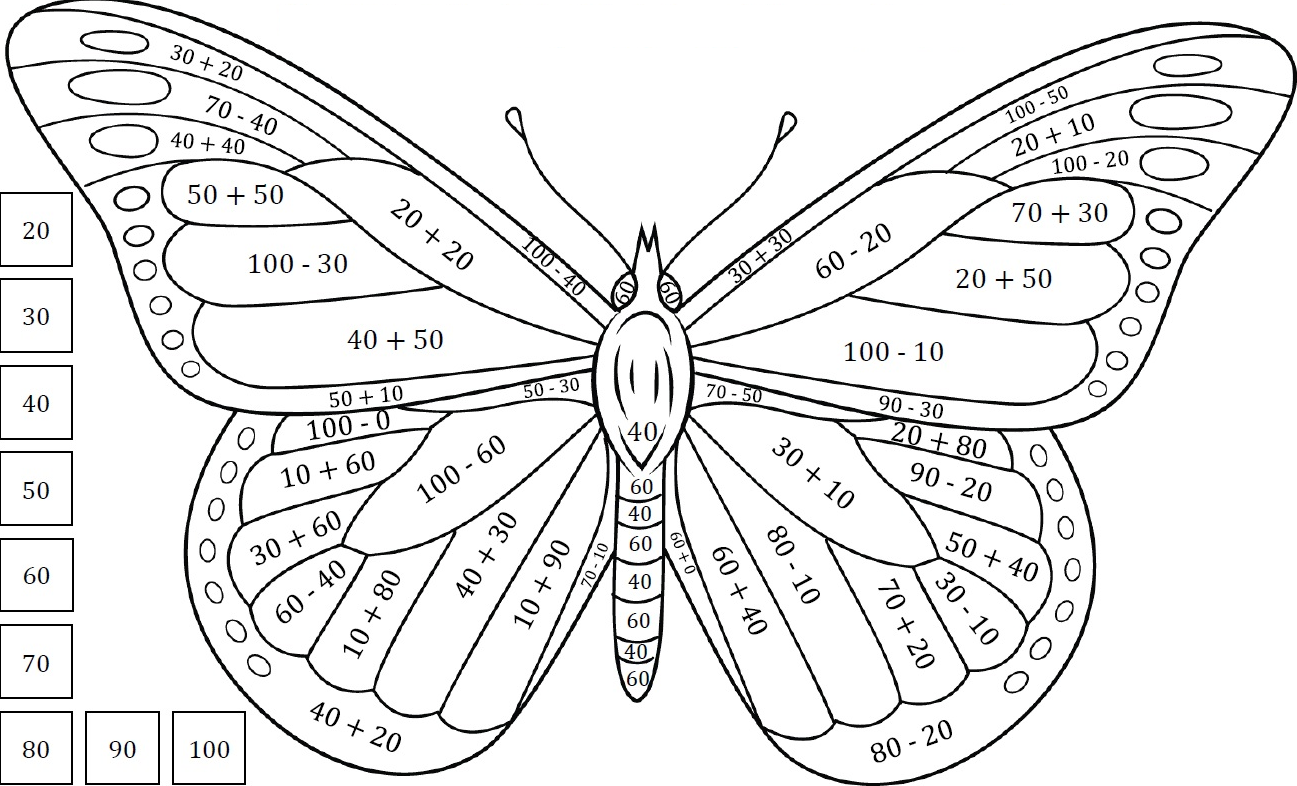 30 + 20
70 - 40
40 + 40
50 + 50
100 - 30
40 + 50
20 + 20
100 - 40
50 + 10
50 - 30
100 - 50
20 + 10
100 - 20
70 + 30
20 + 50
100 - 10
60 - 20
30 + 30
70 - 50
90 - 30
60
60
40
60
40
60
40
60
40
60
100 - 0
10 + 60
100 - 60
30 + 60
60 - 40
10 + 80
40 + 30
10 + 90
70 - 10
40 + 20
20 + 80
90 - 20
30 + 10
50 + 40
30 - 10
70 + 20
80 - 10
60 + 40
60 + 0
80 - 20
20
30
40
50
60
70
80
90
100